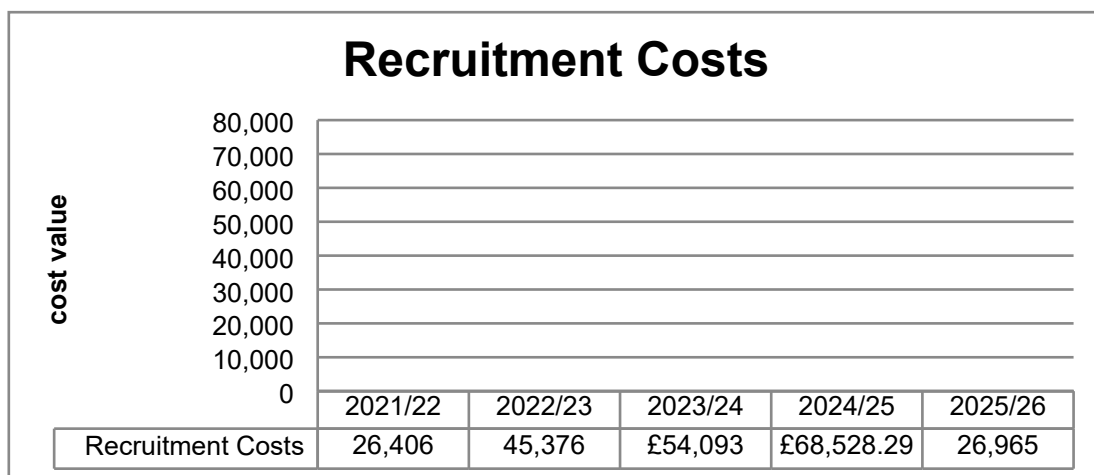 Recruitment Costs
80,000
70,000
60,000
50,000
40,000
30,000
20,000
10,000
0
cost value
2021/22 2022/23 2023/24 2024/25 2025/26
Recruitment Costs 26,406 45,376 £54,093 £68,528.29 26,965